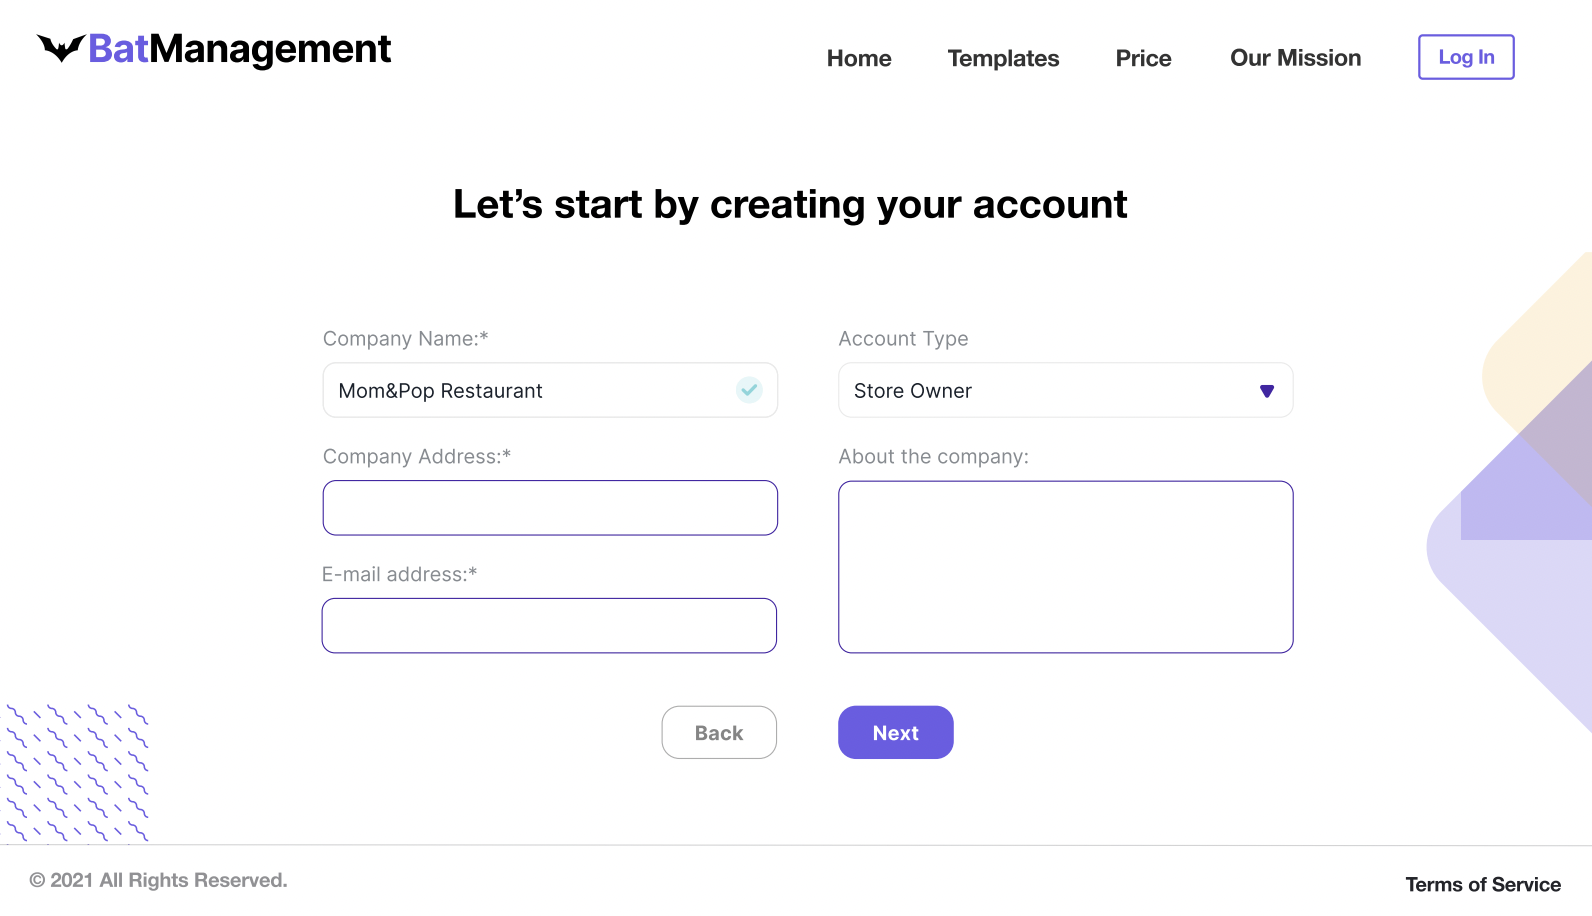 BatManagement
Home
Templates
Price
Our Mission
Log In
Let’s start by creating your account
Company Name:*
Mom&Pop Restaurant
Account Type
Store Owner
Company Address:*
About the company:
E-mail address:*
Back
Next
© 2021 All Rights Reserved.
Terms of Service